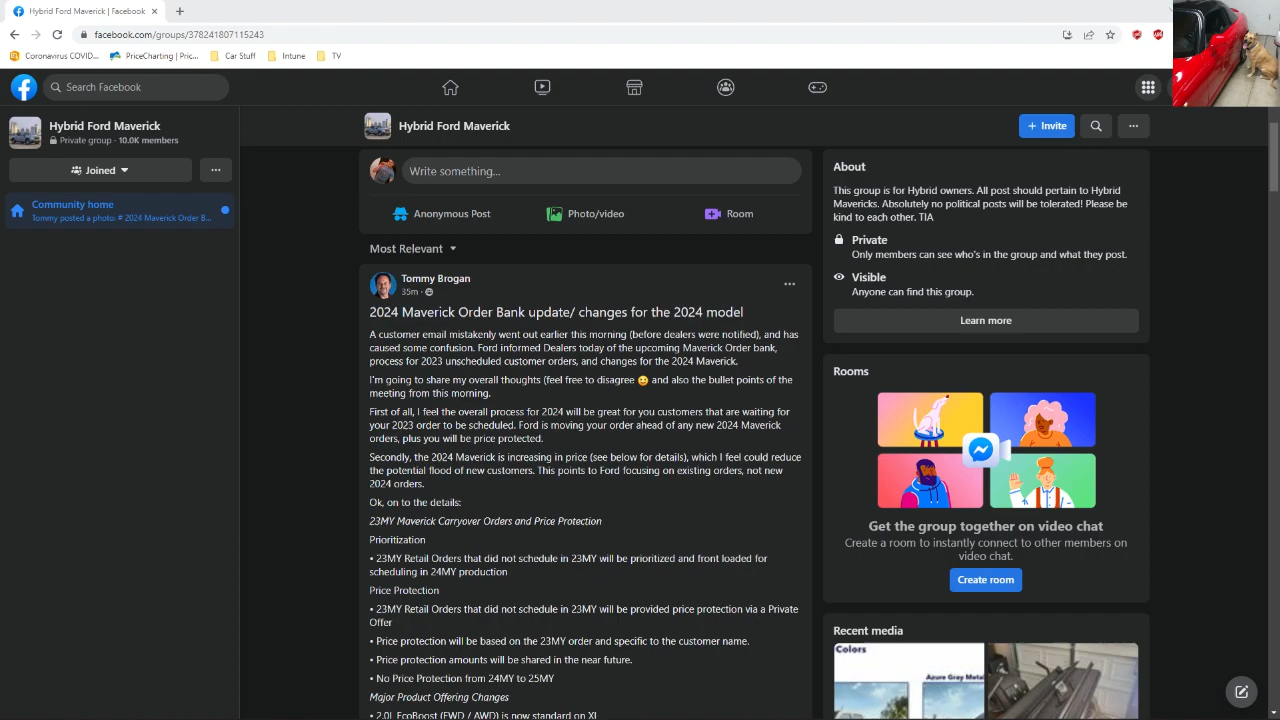 Hybrid Ford Maverick | Facebook
facebook.com/groups/378241807115243
Coronavirus COVID...
PriceCharting | Pric...
Car Stuff
Intune
TV
Search Facebook
Hybrid Ford Maverick
Private group · 10.0K members
Joined
Community home
Tommy posted a photo: # 2024 Maverick Order B...
Hybrid Ford Maverick
+ Invite
Write something...
Anonymous Post
Photo/video
Room
Most Relevant
Tommy Brogan
35m ·
2024 Maverick Order Bank update/ changes for the 2024 model
A customer email mistakenly went out earlier this morning (before dealers were notified), and has
caused some confusion. Ford informed Dealers today of the upcoming Maverick Order bank,
process for 2023 unscheduled customer orders, and changes for the 2024 Maverick.
I'm going to share my overall thoughts (feel free to disagree 🙂 and also the bullet points of the
meeting from this morning.
First of all, I feel the overall process for 2024 will be great for you customers that are waiting for
your 2023 order to be scheduled. Ford is moving your order ahead of any new 2024 Maverick
orders, plus you will be price protected.
Secondly, the 2024 Maverick is increasing in price (see below for details), which I feel could reduce
the potential flood of new customers. This points to Ford focusing on existing orders, not new
2024 orders.
Ok, on to the details:
23MY Maverick Carryover Orders and Price Protection
Prioritization
• 23MY Retail Orders that did not schedule in 23MY will be prioritized and front loaded for
scheduling in 24MY production
Price Protection
• 23MY Retail Orders that did not schedule in 23MY will be provided price protection via a Private
Offer
• Price protection will be based on the 23MY order and specific to the customer name.
• Price protection amounts will be shared in the near future.
• No Price Protection from 24MY to 25MY
Major Product Offering Changes
• 2.0L EcoBoost (FWD / AWD) is now standard on XL
About
This group is for Hybrid owners. All post should pertain to Hybrid
Mavericks. Absolutely no political posts will be tolerated! Please be
kind to each other. TIA
Private
Only members can see who's in the group and what they post.
Visible
Anyone can find this group.
Learn more
Rooms
Get the group together on video chat
Create a room to instantly connect to other members on
video chat.
Create room
Recent media
Colors
Azure Gray Metal